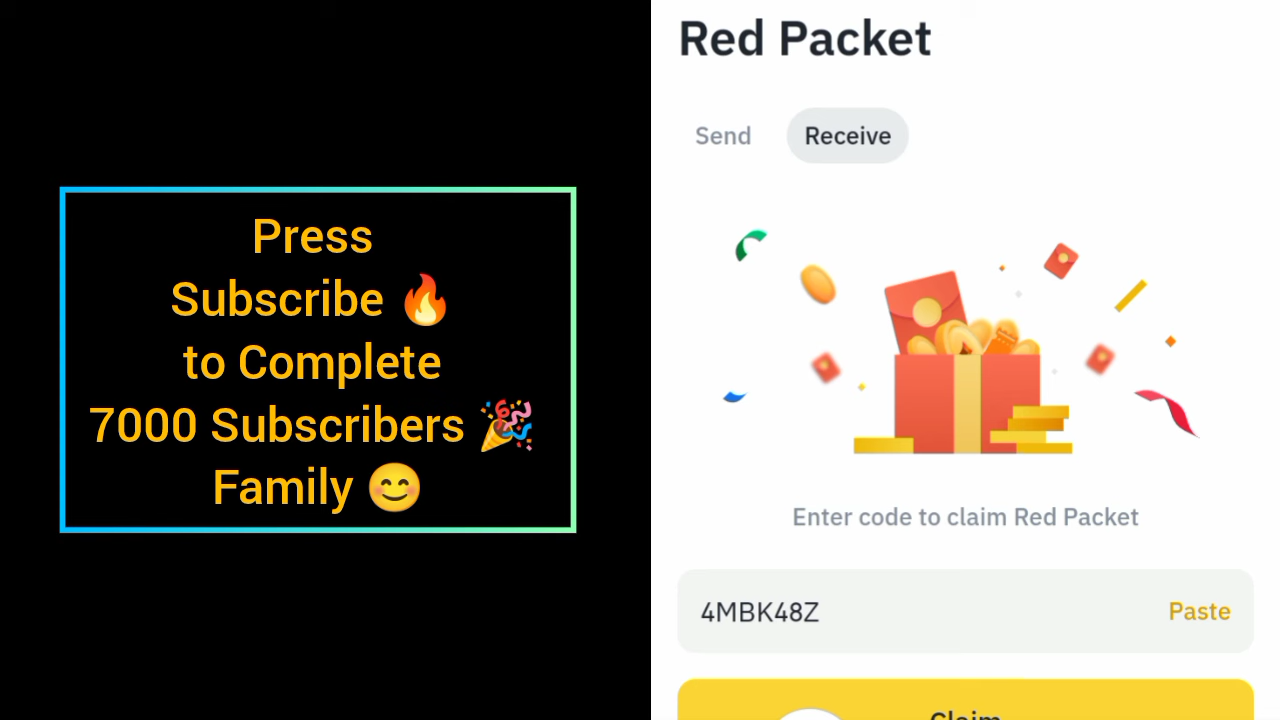 Press
Subscribe 🔥
to Complete
7000 Subscribers 🎉
Family 😊
Red Packet
Send
Receive
Enter code to claim Red Packet
4MBK48Z
Paste
Claim